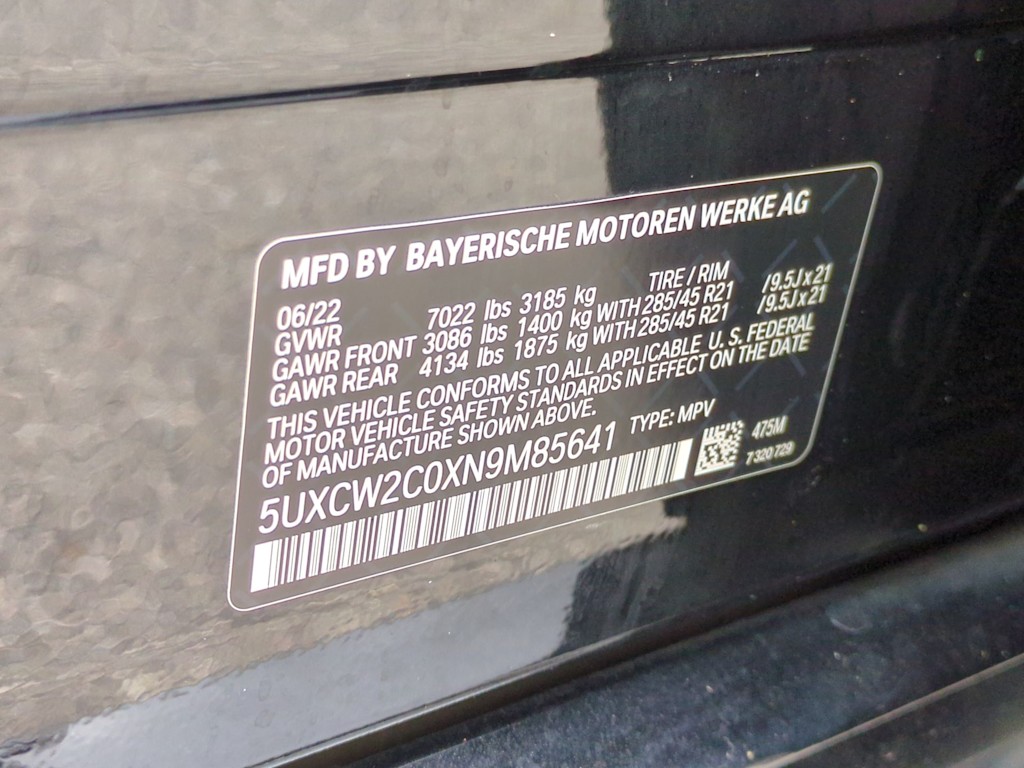 MFD BY BAYERISCHE MOTOREN WERKE AG
06/22 TIRE / RIM
GVWR 7022 lbs 3185 kg
GAWR FRONT 3086 lbs 1400 kg WITH 285/45 R21 /9.5J x 21
GAWR REAR 4134 lbs 1875 kg WITH 285/45 R21 /9.5J x 21
THIS VEHICLE CONFORMS TO ALL APPLICABLE U. S. FEDERAL
MOTOR VEHICLE SAFETY STANDARDS IN EFFECT ON THE DATE
OF MANUFACTURE SHOWN ABOVE.
5UXCW2C0XN9M85641 TYPE: MPV
475M
7 320 729